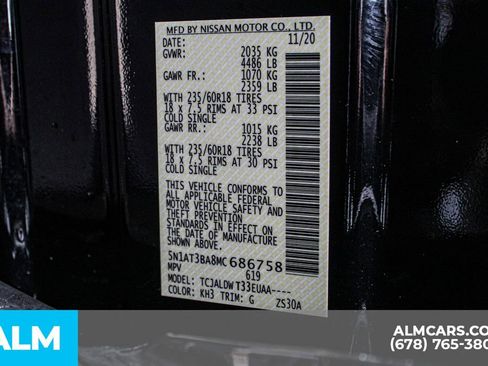 MFD BY NISSAN MOTOR CO., LTD.
DATE: 11/20
GVWR: 2035 KG
4486 LB
GAWR FR.: 1070 KG
2359 LB
WITH 235/60R18 TIRES
18 x 7.5 RIMS AT 33 PSI
COLD SINGLE
GAWR RR.: 1015 KG
2238 LB
WITH 235/60R18 TIRES
18 x 7.5 RIMS AT 30 PSI
COLD SINGLE
THIS VEHICLE CONFORMS TO
ALL APPLICABLE FEDERAL
MOTOR VEHICLE SAFETY AND
THEFT PREVENTION
STANDARDS IN EFFECT ON
THE DATE OF MANUFACTURE
SHOWN ABOVE.
5N1AT3BA8MC686758
MPV 619
MODEL: TCJALDW T33EUAA----
COLOR: KH3 TRIM: G ZS30A
ALM
ALMCARS.CO
(678) 765-380